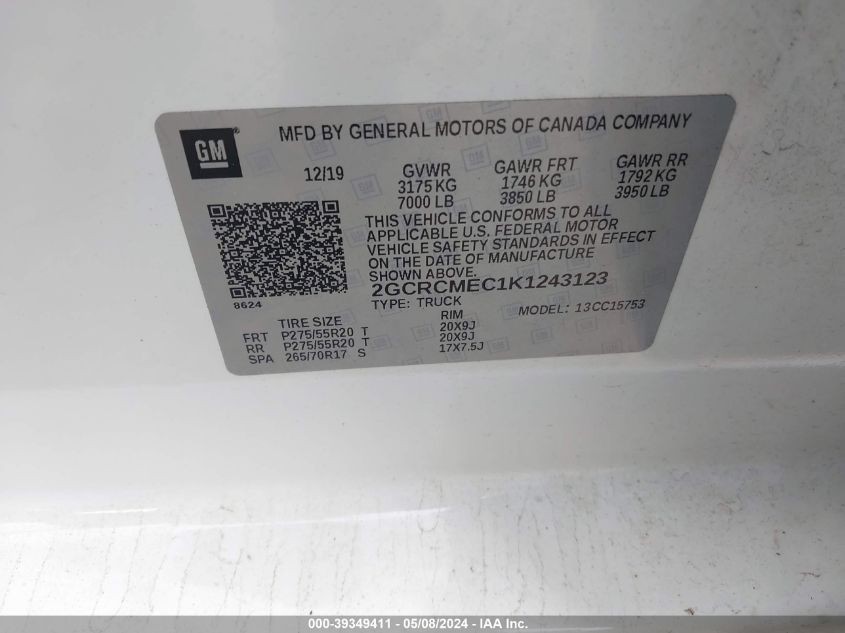 GM
MFD BY GENERAL MOTORS OF CANADA COMPANY
12/19 GVWR GAWR FRT GAWR RR
3175 KG 1746 KG 1792 KG
7000 LB 3850 LB 3950 LB
THIS VEHICLE CONFORMS TO ALL
APPLICABLE U.S. FEDERAL MOTOR
VEHICLE SAFETY STANDARDS IN EFFECT
ON THE DATE OF MANUFACTURE
SHOWN ABOVE.
8624
2GCRCMEC1K1243123
TYPE: TRUCK MODEL: 13CC15753
TIRE SIZE RIM
FRT P275/55R20 T 20X9J
RR P275/55R20 T 20X9J
SPA 265/70R17 S 17X7.5J
000-39349411 - 05/08/2024 - IAA Inc.